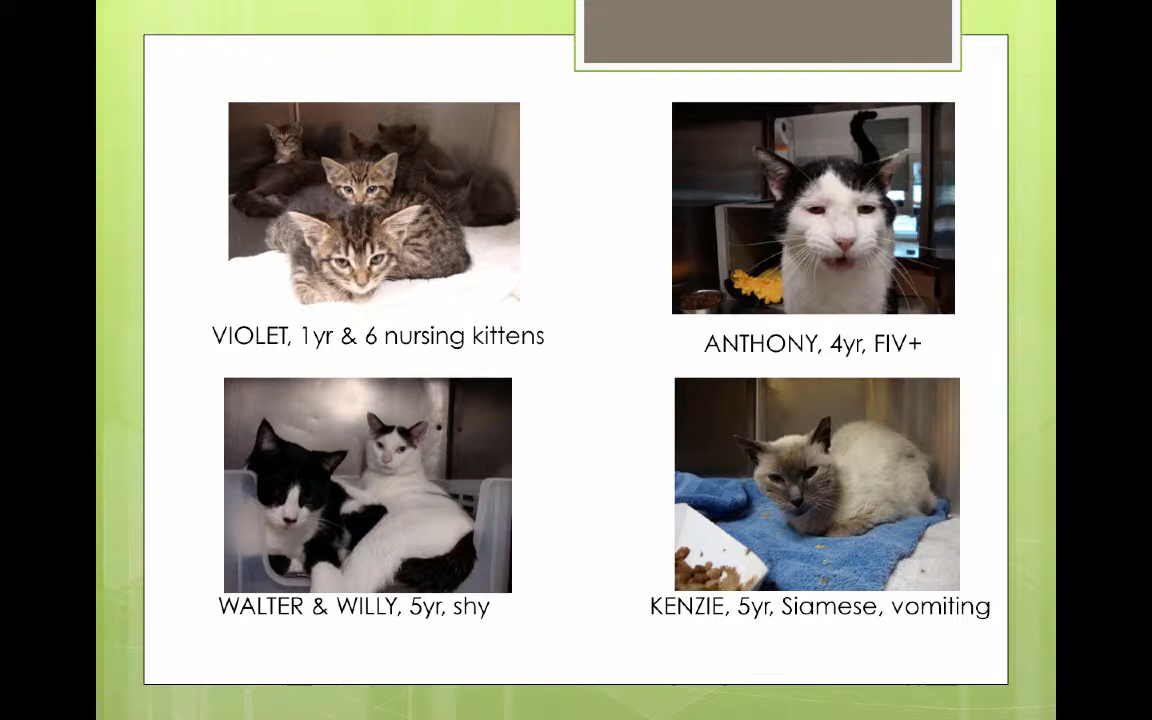 VIOLET, 1yr & 6 nursing kittens
ANTHONY, 4yr, FIV+
WALTER & WILLY, 5yr, shy
KENZIE, 5yr, Siamese, vomiting